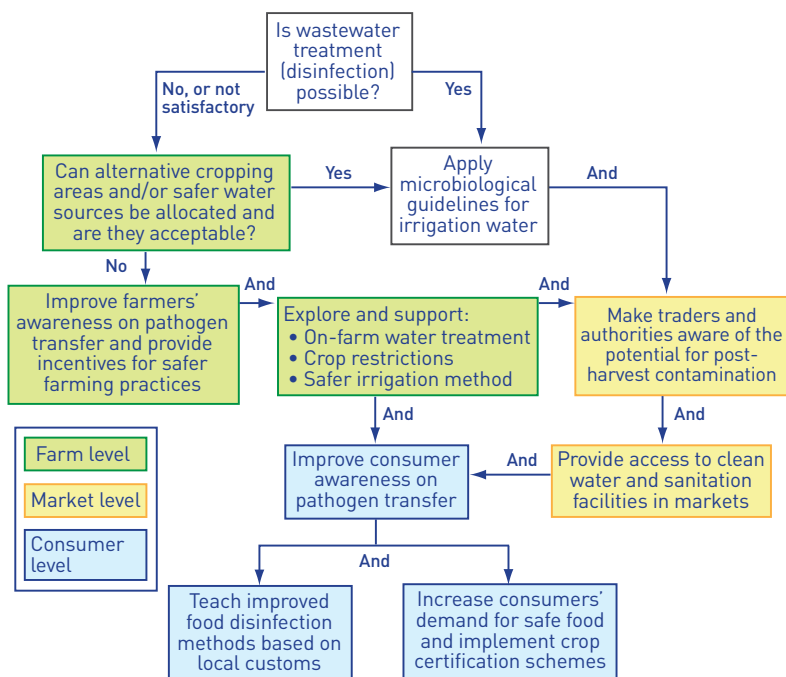 Is wastewater
treatment
(disinfection)
possible?
No, or not
satisfactory
Yes
Can alternative cropping
areas and/or safer water
sources be allocated and
are they acceptable?
Yes
Apply
microbiological
guidelines for
irrigation water
And
No
Improve farmers’
awareness on pathogen
transfer and provide
incentives for safer
farming practices
And
Explore and support:
• On-farm water treatment
• Crop restrictions
• Safer irrigation method
And
Make traders and
authorities aware of the
potential for post-
harvest contamination
And
And
Farm level
Market level
Consumer
level
Improve consumer
awareness on
pathogen transfer
And
Provide access to clean
water and sanitation
facilities in markets
And
Teach improved
food disinfection
methods based on
local customs
Increase consumers’
demand for safe food
and implement crop
certification schemes